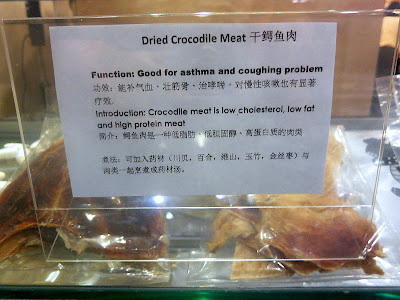 Dried Crocodile Meat 干鳄鱼肉
Function: Good for asthma and coughing problem
功效：能补气血、壮筋骨、治哮喘，对慢性咳嗽也有显著
疗效.
Introduction: Crocodile meat is low cholesterol, low fat
and high protein meat
简介：鳄鱼肉是一种低脂肪、低胆固醇、高蛋白质的肉类
煮法：可加入药材（川贝，百合，淮山，玉竹，金丝枣）与
肉类一起烹煮成药材汤。